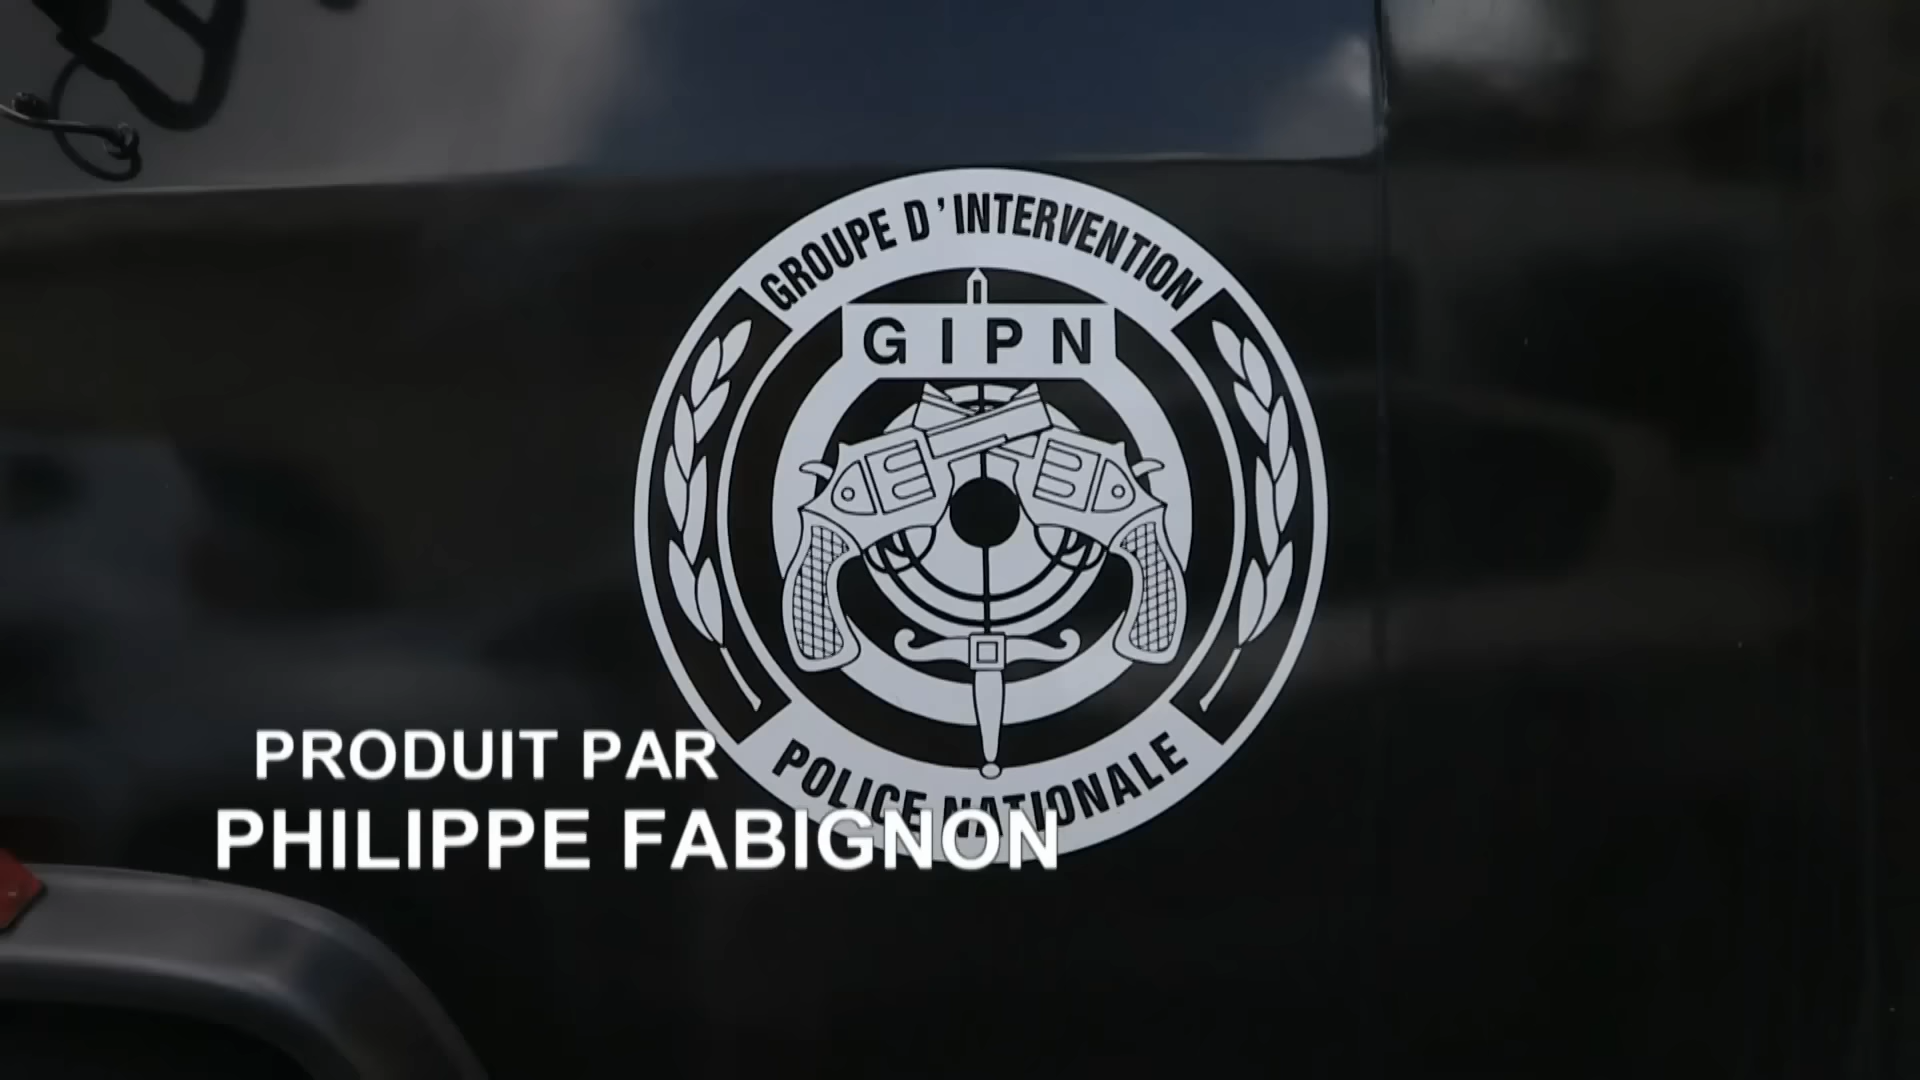 GROUPE D'INTERVENTION
GIPN
POLICE NATIONALE
PRODUIT PAR
PHILIPPE FABIGNON